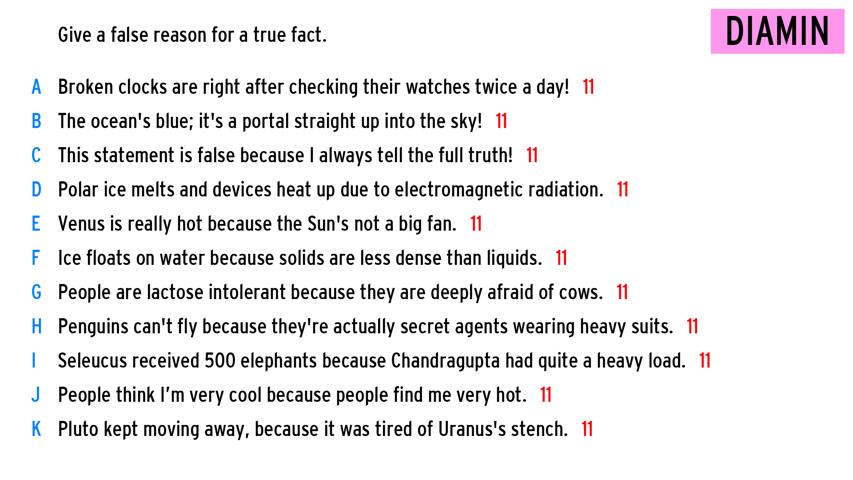 Give a false reason for a true fact.
DIAMIN
A Broken clocks are right after checking their watches twice a day! 11
B The ocean's blue; it's a portal straight up into the sky! 11
C This statement is false because I always tell the full truth! 11
D Polar ice melts and devices heat up due to electromagnetic radiation. 11
E Venus is really hot because the Sun's not a big fan. 11
F Ice floats on water because solids are less dense than liquids. 11
G People are lactose intolerant because they are deeply afraid of cows. 11
H Penguins can't fly because they're actually secret agents wearing heavy suits. 11
I Seleucus received 500 elephants because Chandragupta had quite a heavy load. 11
J People think I’m very cool because people find me very hot. 11
K Pluto kept moving away, because it was tired of Uranus's stench. 11